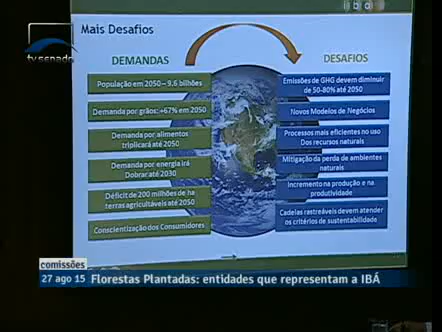 ibá
tv senado
Mais Desafios
DEMANDAS
DESAFIOS
População em 2050 – 9.6 bilhões
Demanda por grãos: +67% em 2050
Demanda por alimentos
triplicará até 2050
Demanda por energia irá
Dobrar até 2030
Déficit de 200 milhões de ha
terras agricultáveis até 2050
Conscientização dos Consumidores
Emissões de GHG devem diminuir
de 50-80% até 2050
Novos Modelos de Negócios
Processos mais eficientes no uso
Dos recursos naturais
Mitigação da perda de ambientes
naturais
Incremento na produção e na
produtividade
Cadeias rastreáveis devem atender
os critérios de sustentabilidade
comissões
27 ago 15 Florestas Plantadas: entidades que representam a IBÁ